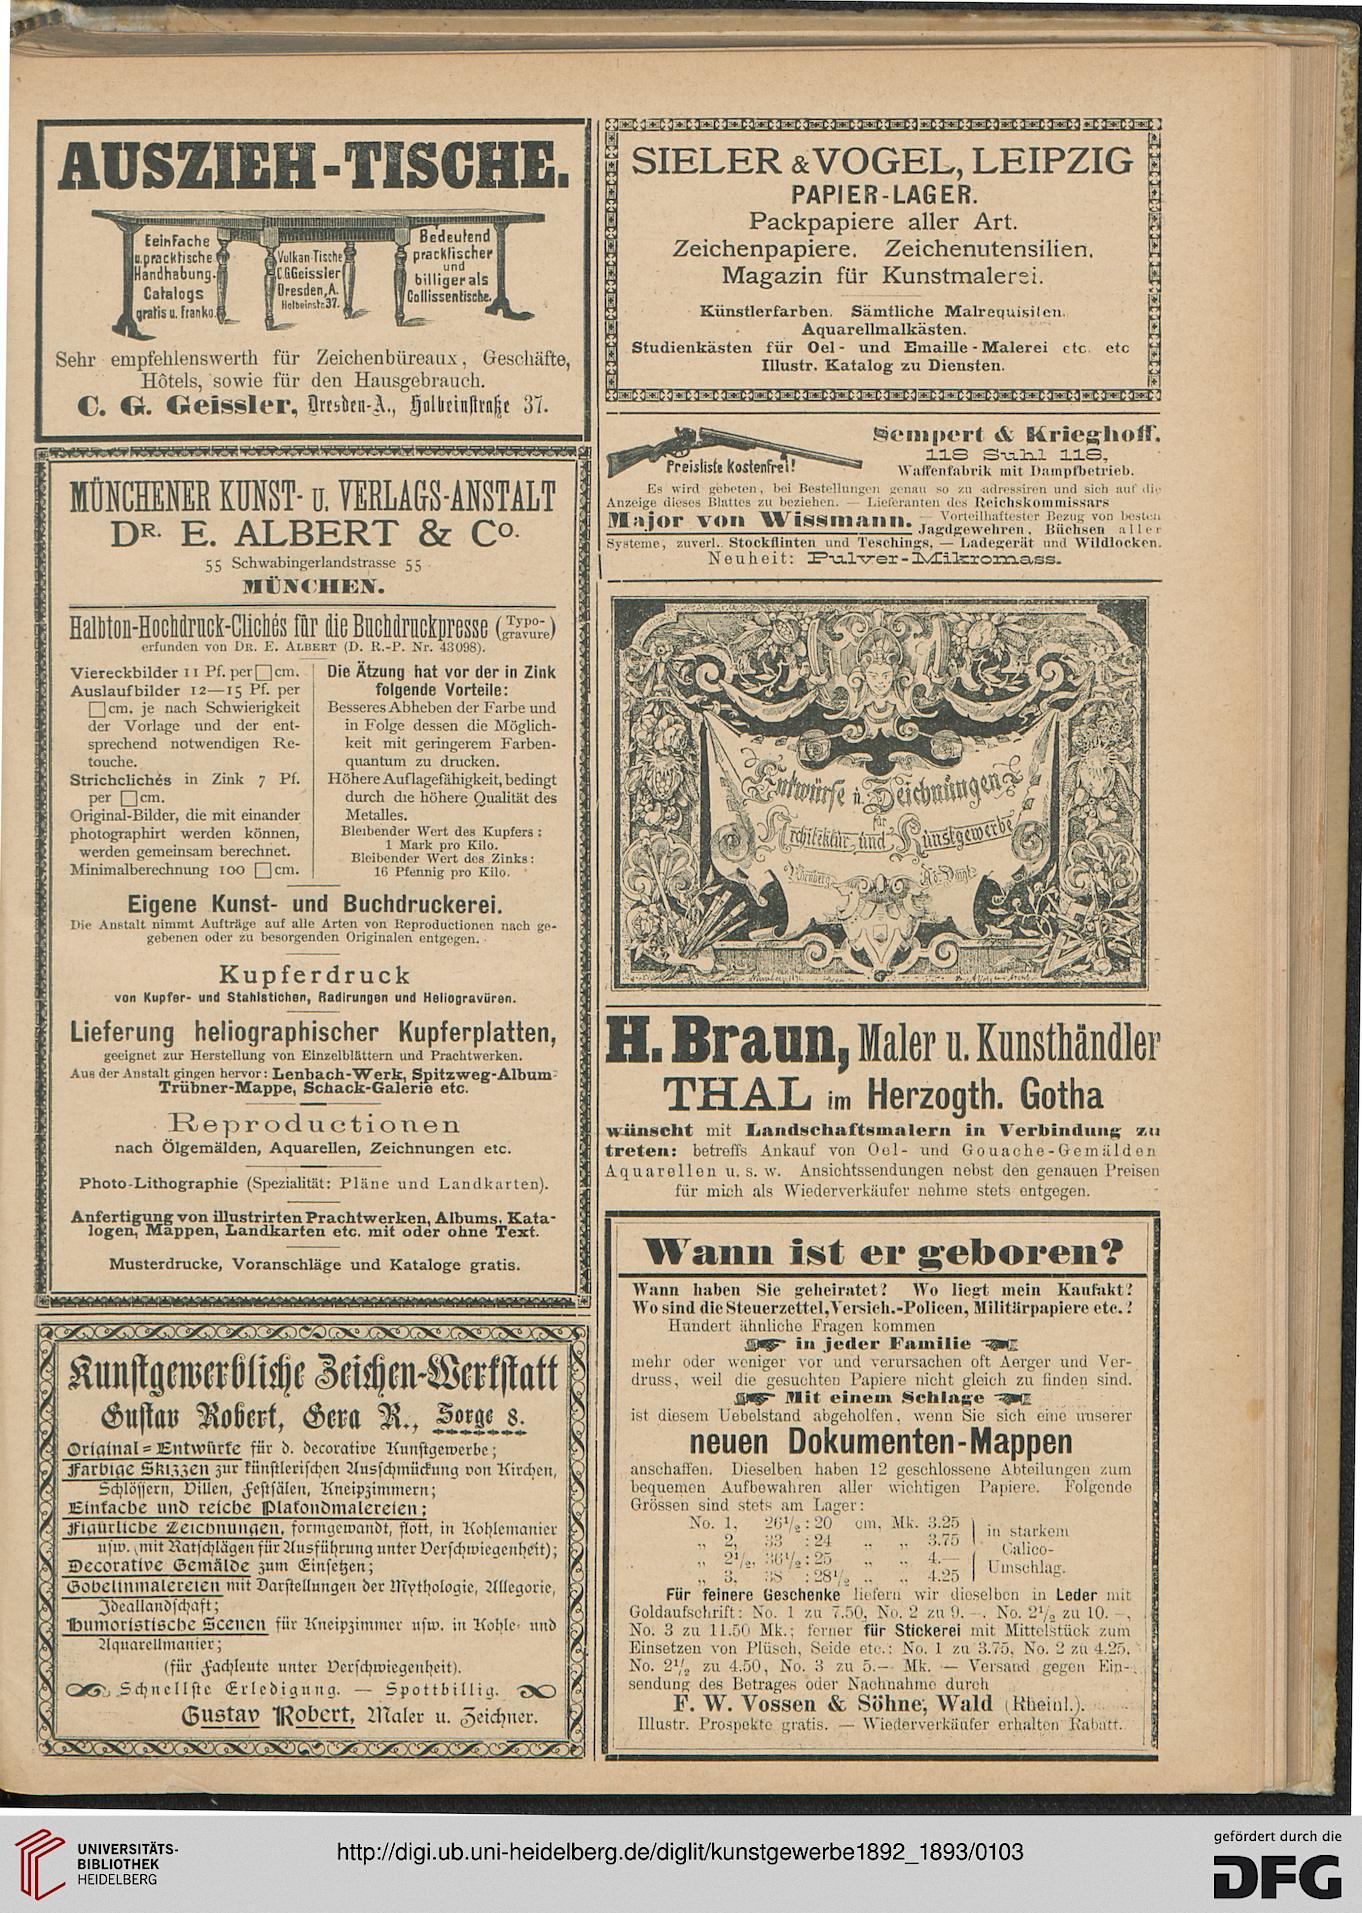 AUSZIEH-TISCHE.
EeinFache
u. pracktische
Handhabung.
Catalogs
gratis u. franko.
Vulkan-Tische
C.G.Geissler
Dresden, A.
Holbeinstr. 37.
Bedeutend
pracktischer
und
billiger als
Collissentische.
Sehr empfehlenswerth für Zeichenbüreaux, Geschäfte,
Hôtels, sowie für den Hausgebrauch.
C. G. Geissler, Dresden-A., Holbeinstraße 37.
MÜNCHENER KUNST- U. VERLAGS-ANSTALT
DR. E. ALBERT & Co.
55 Schwabingerlandstrasse 55
MÜNCHEN.
Halbton-Hochdruck-Clichés für die Buchdruckpresse (Typo-gravure)
erfunden von DR. E. ALBERT (D. R.-P. Nr. 43098).
Viereckbilder 11 Pf. per □cm.
Auslaufbilder 12—15 Pf. per
□cm. je nach Schwierigkeit
der Vorlage und der ent-
sprechend notwendigen Re-
touche.
Strichclichés in Zink 7 Pf.
per □cm.
Original-Bilder, die mit einander
photographirt werden können,
werden gemeinsam berechnet.
Minimalberechnung 100 □cm.
Die Ätzung hat vor der in Zink
folgende Vorteile:
Besseres Abheben der Farbe und
in Folge dessen die Möglich-
keit mit geringerem Farben-
quantum zu drucken.
Höhere Auflagefähigkeit, bedingt
durch die höhere Qualität des
Metalles.
Bleibender Wert des Kupfers:
1 Mark pro Kilo.
Bleibender Wert des Zinks:
16 Pfennig pro Kilo.
Eigene Kunst- und Buchdruckerei.
Die Anstalt nimmt Aufträge auf alle Arten von Reproductionen nach ge-
gebenen oder zu besorgenden Originalen entgegen.
Kupferdruck
von Kupfer- und Stahlstichen, Radirungen und Heliogravüren.
Lieferung heliographischer Kupferplatten,
geeignet zur Herstellung von Einzelblättern und Prachtwerken.
Aus der Anstalt gingen hervor: Lenbach-Werk, Spitzweg-Album-
Trübner-Mappe, Schack-Galerie etc.
Reproductionen
nach Ölgemälden, Aquarellen, Zeichnungen etc.
Photo-Lithographie (Spezialität: Pläne und Landkarten).
Anfertigung von illustrirten Prachtwerken, Albums, Kata-
logen, Mappen, Landkarten etc. mit oder ohne Text.
Musterdrucke, Voranschläge und Kataloge gratis.
Kunstgewerbliche Zeichen-Werkstatt
Gustav Robert, Gera R., Sorge 8.
Original-Entwürfe für d. decorative Kunstgewerbe;
Farbige Skizzen zur künstlerischen Ausschmückung von Kirchen,
Schlössern, Villen, Festsälen, Kneipzimmern;
Einfache und reiche Plafondmalereien;
Figürliche Zeichnungen, formgewandt, flott, in Kohlemanier
usw. (mit Ratschlägen für Ausführung unter Verschwiegenheit);
Decorative Gemälde zum Einsetzen;
Gobelinmalereien mit Darstellungen der Mythologie, Allegorie,
Ideallandschaft;
Humoristische Scenen für Kneipzimmer usw. in Kohle- und
Aquarellmanier;
(für Fachleute unter Verschwiegenheit).
Schnellste Erledigung. — Spottbillig.
Gustav Robert, Maler u. Zeichner.
SIELER & VOGEL, LEIPZIG
PAPIER-LAGER.
Packpapiere aller Art.
Zeichenpapiere. Zeichenutensilien.
Magazin für Kunstmalerei.
Künstlerfarben. Sämtliche Malrequisiten.
Aquarellmalkästen.
Studienkästen für Oel- und Emaille-Malerei etc. etc
Illustr. Katalog zu Diensten.
Preisliste kostenfrei!
Sempert & Krieghoff,
118 Suhl 118,
Waffenfabrik mit Dampfbetrieb.
Es wird gebeten, bei Bestellungen genau so zu adressiren und sich auf die
Anzeige dieses Blattes zu beziehen. — Lieferanten des Reichskommissars
Major von Wissmann. — Vorteilhaftester Bezug von besten
Jagdgewehren, Büchsen aller
Systeme, zuverl. Stockflinten und Teschings, — Ladegerät und Wildlocken.
Neuheit: Pulver-Mikromass.
Entwürfe u. Zeichnungen
für
Architektur und Kunstgewerbe
Nürnberg
H. Braun, Maler u. Kunsthändler
THAL im Herzogth. Gotha
wünscht mit Landschaftsmalern in Verbindung zu
treten: betreffs Ankauf von Oel- und Gouache-Gemälden
Aquarellen u. s. w. Ansichtssendungen nebst den genauen Preisen
für mich als Wiederverkäufer nehme stets entgegen.
Wann ist er geboren?
Wann haben Sie geheiratet? Wo liegt mein Kaufakt?
Wo sind die Steuerzettel, Versich.-Policen, Militärpapiere etc.?
Hundert ähnliche Fragen kommen
in jeder Familie
mehr oder weniger vor und verursachen oft Aerger und Ver-
druss, weil die gesuchten Papiere nicht gleich zu finden sind.
Mit einem Schlage
ist diesem Uebelstand abgeholfen, wenn Sie sich eine unserer
neuen Dokumenten-Mappen
anschaffen. Dieselben haben 12 geschlossene Abteilungen zum
bequemen Aufbewahren aller wichtigen Papiere. Folgende
Grössen sind stets am Lager:
No. 1, 26½ : 20 cm, Mk. 3.25
„ 2, 33 : 24 „ „ 3.75
„ 2½, 36½ : 25 „ „ 4.—
„ 3, 38 : 28½ „ „ 4.25
in starkem
Calico-
Umschlag.
Für feinere Geschenke liefern wir dieselben in Leder mit
Goldaufschrift: No. 1 zu 7.50, No. 2 zu 9.—, No. 2½ zu 10.—,
No. 3 zu 11.50 Mk.; ferner für Stickerei mit Mittelstück zum
Einsetzen von Plüsch, Seide etc.: No. 1 zu 3.75, No. 2 zu 4.25,
No. 2½ zu 4.50, No. 3 zu 5.— Mk. — Versand gegen Ein-
sendung des Betrages oder Nachnahme durch
F. W. Vossen & Söhne, Wald (Rheinl.).
Illustr. Prospekte gratis. — Wiederverkäufer erhalten Rabatt.
UNIVERSITÄTS-
BIBLIOTHEK
HEIDELBERG
http://digi.ub.uni-heidelberg.de/diglit/kunstgewerbe1892_1893/0103
gefördert durch die
DFG